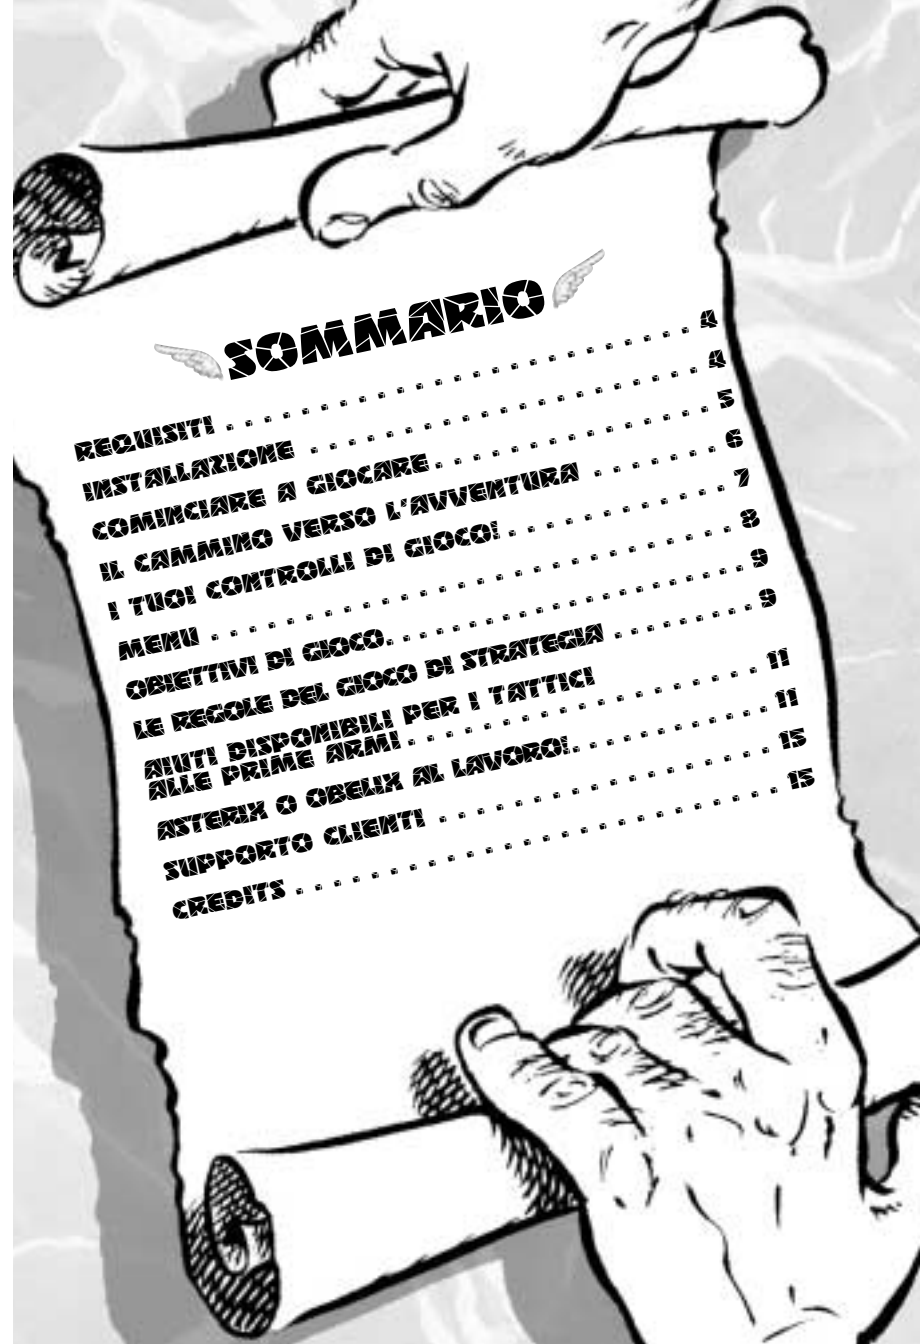 SOMMARIO
REQUISITI . . . . . . . . . . . . . . . . . . . . . . . . . . 4
INSTALLAZIONE . . . . . . . . . . . . . . . . . . . . . 4
COMINCIARE A GIOCARE . . . . . . . . . . . . . . . 5
IL CAMMINO VERSO L'AVVENTURA . . . . . . . 6
I TUOI CONTROLLI DI GIOCO! . . . . . . . . . . . . 7
MENU . . . . . . . . . . . . . . . . . . . . . . . . . . . . . 8
OBIETTIVI DI GIOCO. . . . . . . . . . . . . . . . . . . 9
LE REGOLE DEL GIOCO DI STRATEGIA . . . . . . . . 9
AIUTI DISPONIBILI PER I TATTICI
ALLE PRIME ARMI . . . . . . . . . . . . . . . . . . 11
ASTERIX O OBELIX AL LAVORO!. . . . . . . . . . . 11
SUPPORTO CLIENTI . . . . . . . . . . . . . . . . . . 15
CREDITS . . . . . . . . . . . . . . . . . . . . . . . . . . 15